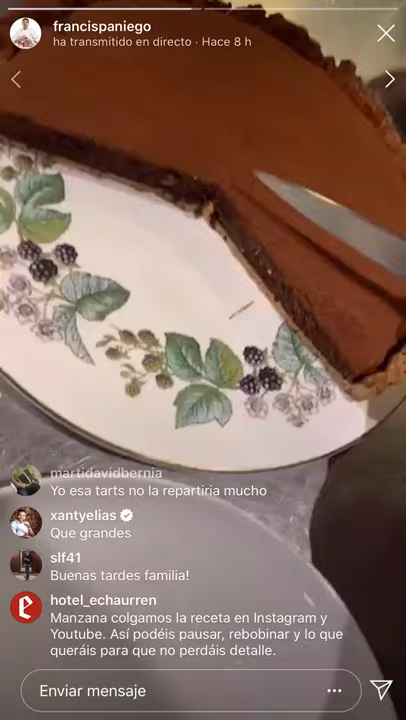 francispaniego
ha transmitido en directo · Hace 8 h
martidavidbernia
Yo esa tarts no la repartiria mucho
xantyelias
Que grandes
slf41
Buenas tardes familia!
hotel_echaurren
Manzana colgamos la receta en Instagram y
Youtube. Así podéis pausar, rebobinar y lo que
queráis para que no perdáis detalle.
Enviar mensaje